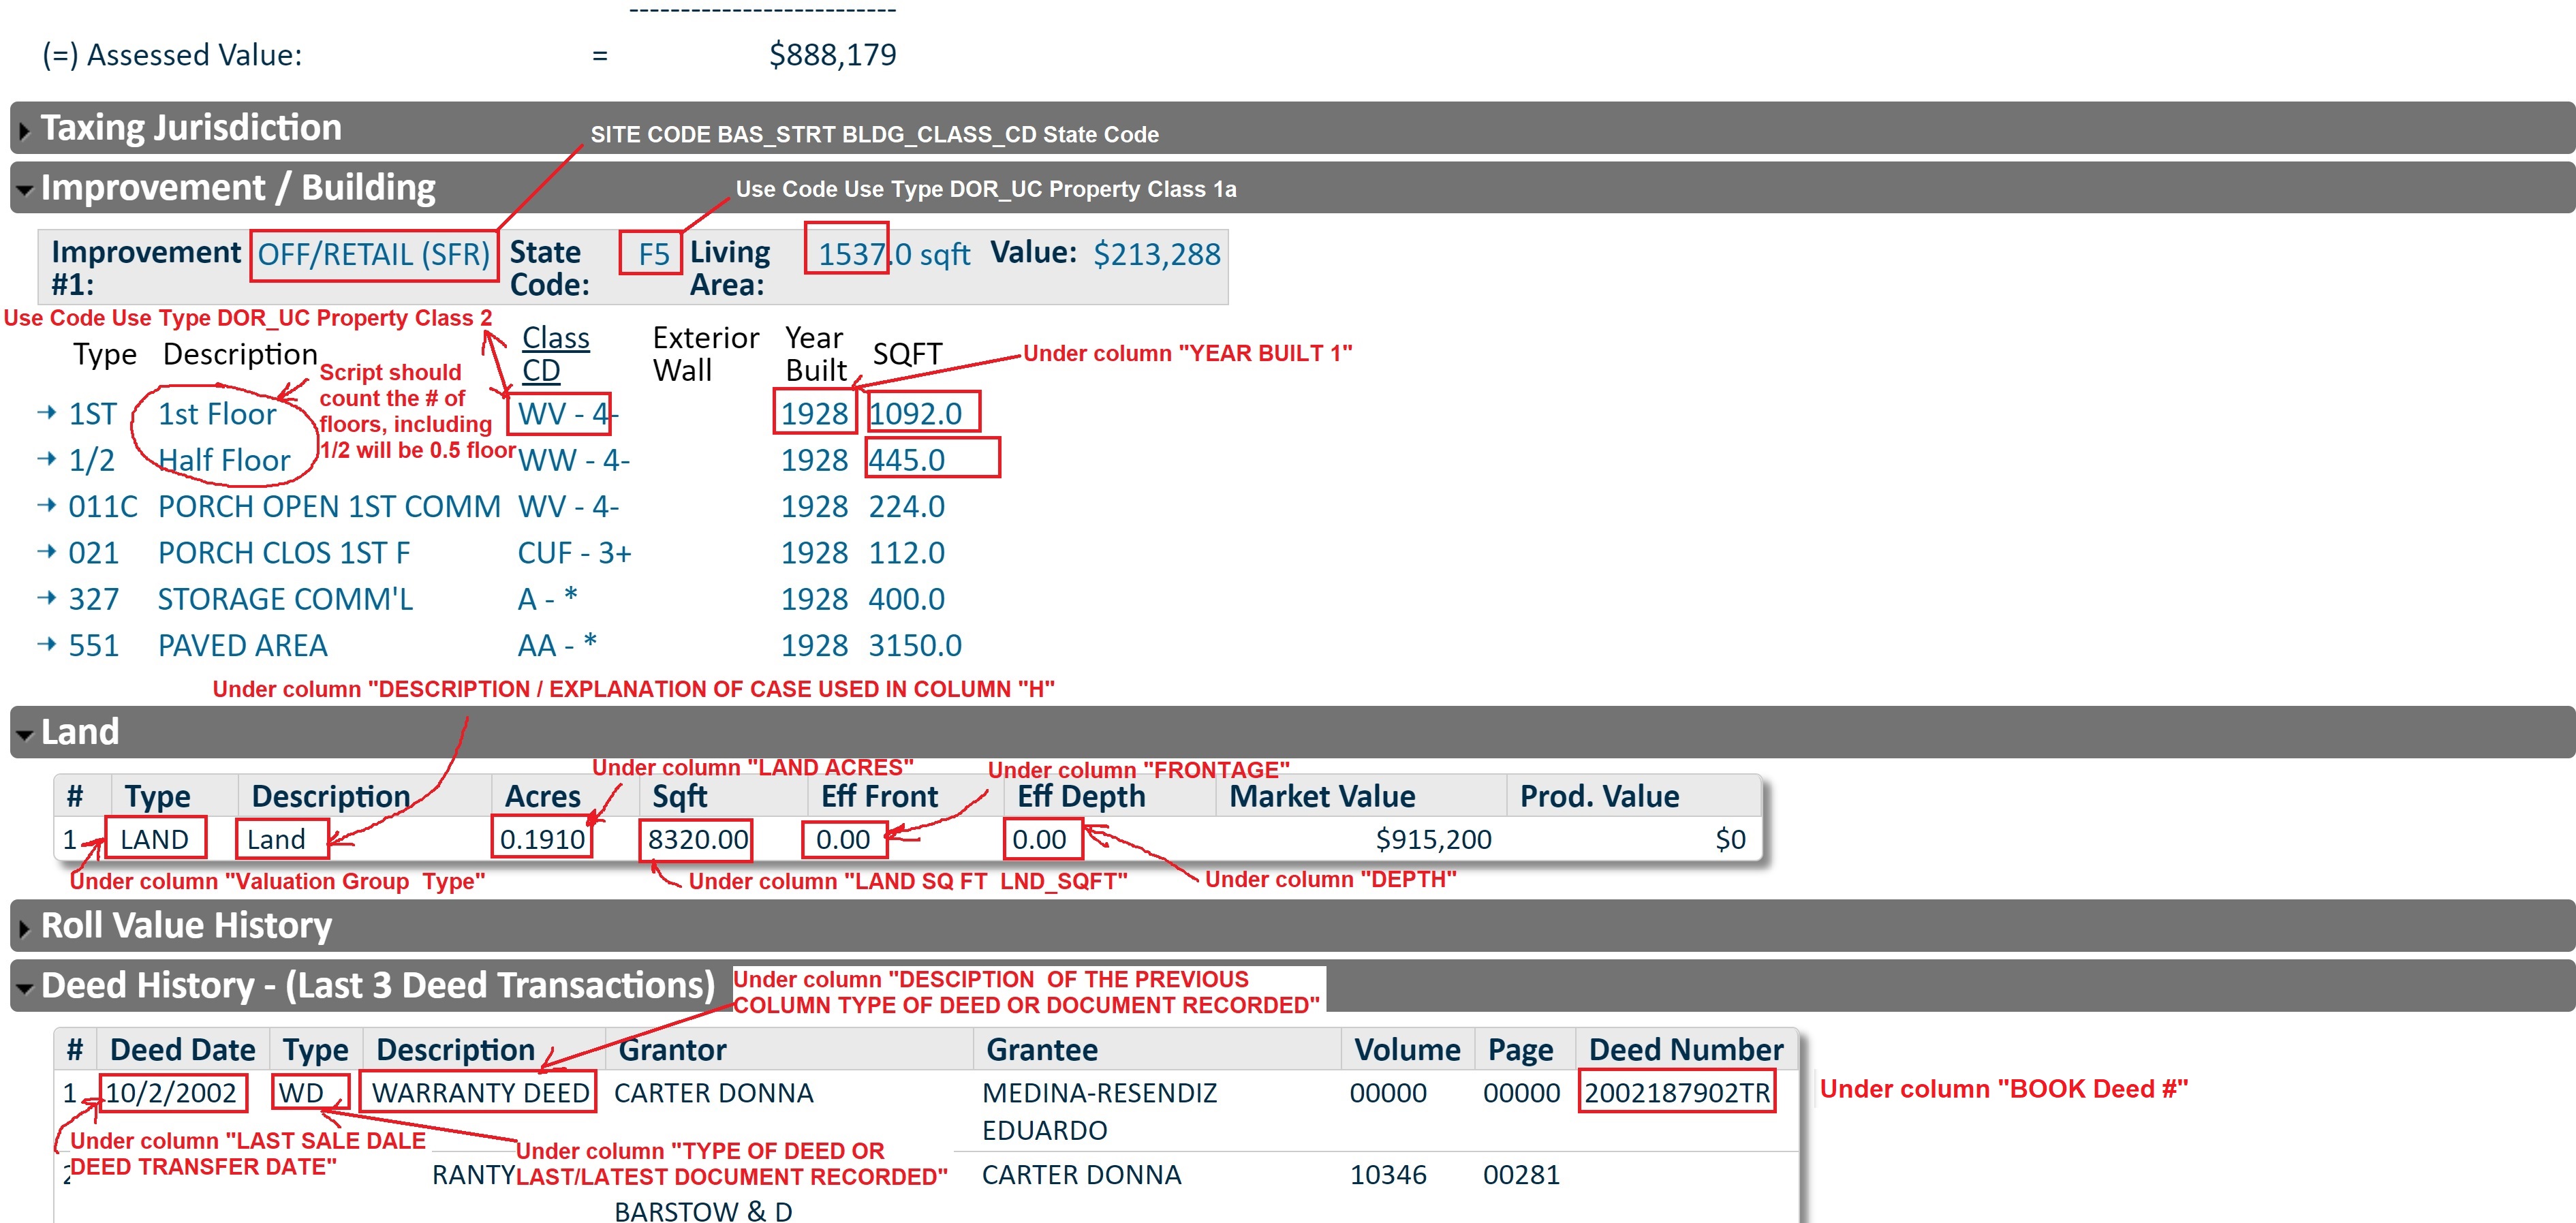 --------------------------
(=) Assessed Value: = $888,179
Taxing Jurisdiction
SITE CODE BAS_STRT BLDG_CLASS_CD State Code
Improvement / Building
Use Code Use Type DOR_UC Property Class 1a
Improvement #1: OFF/RETAIL (SFR) State Code: F5 Living Area: 1537.0 sqft Value: $213,288
Use Code Use Type DOR_UC Property Class 2
Type Description Class CD Exterior Wall Year Built SQFT
Under column "YEAR BUILT 1"
Script should
count the # of
floors, including
1/2 will be 0.5 floor
1ST 1st Floor WV - 4- 1928 1092.0
1/2 Half Floor WW - 4- 1928 445.0
011C PORCH OPEN 1ST COMM WV - 4- 1928 224.0
021 PORCH CLOS 1ST F CUF - 3+ 1928 112.0
327 STORAGE COMM'L A - * 1928 400.0
551 PAVED AREA AA - * 1928 3150.0
Under column "DESCRIPTION / EXPLANATION OF CASE USED IN COLUMN "H"
Land
Under column "LAND ACRES"
Under column "FRONTAGE"
# Type Description Acres Sqft Eff Front Eff Depth Market Value Prod. Value
1 LAND Land 0.1910 8320.00 0.00 0.00 $915,200 $0
Under column "Valuation Group Type"
Under column "LAND SQ FT LND_SQFT"
Under column "DEPTH"
Roll Value History
Deed History - (Last 3 Deed Transactions)
Under column "DESCIPTION OF THE PREVIOUS
COLUMN TYPE OF DEED OR DOCUMENT RECORDED"
# Deed Date Type Description Grantor Grantee Volume Page Deed Number
1 10/2/2002 WD WARRANTY DEED CARTER DONNA MEDINA-RESENDIZ 00000 00000 2002187902TR
EDUARDO
Under column "BOOK Deed #"
Under column "LAST SALE DALE
DEED TRANSFER DATE"
Under column "TYPE OF DEED OR
LAST/LATEST DOCUMENT RECORDED"
RANTY CARTER DONNA 10346 00281
BARSTOW & D